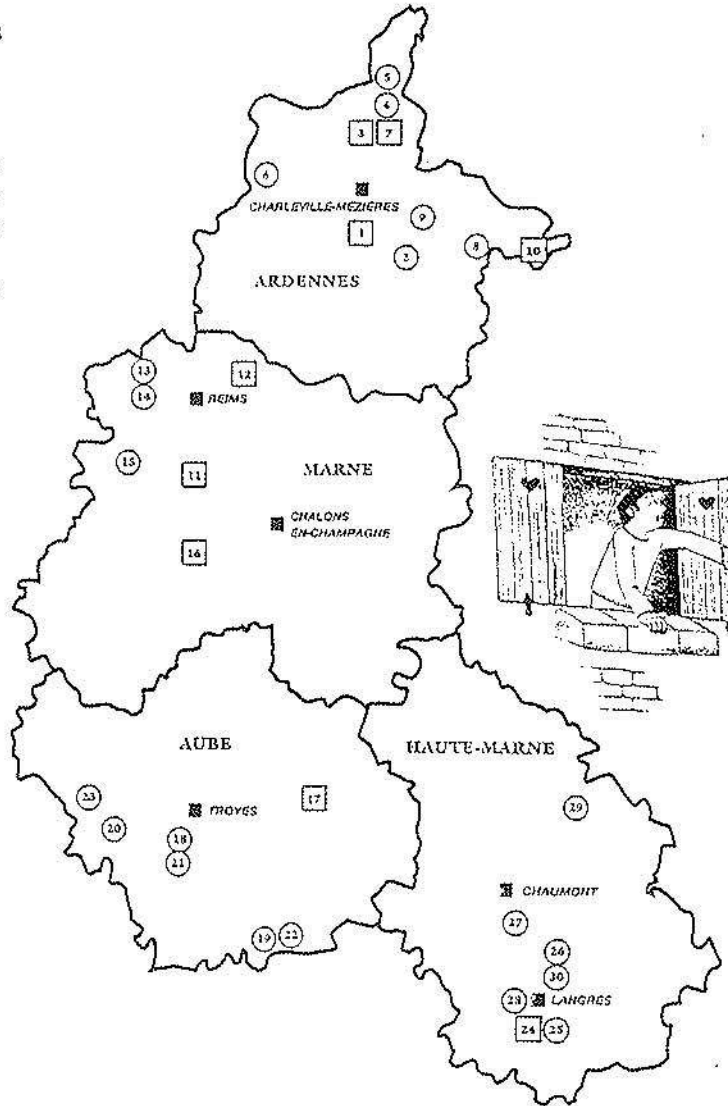 5
4
3 7
6
CHARLEVILLE-MÉZIÈRES
9
1
8
2
10
ARDENNES
13
12
14
REIMS
15
MARNE
11
CHALONS
EN-CHAMPAGNE
16
AUBE
HAUTE-MARNE
23
17
29
TROYES
20
18
21
CHAUMONT
27
19 22
26
30
28
LANGRES
24 25